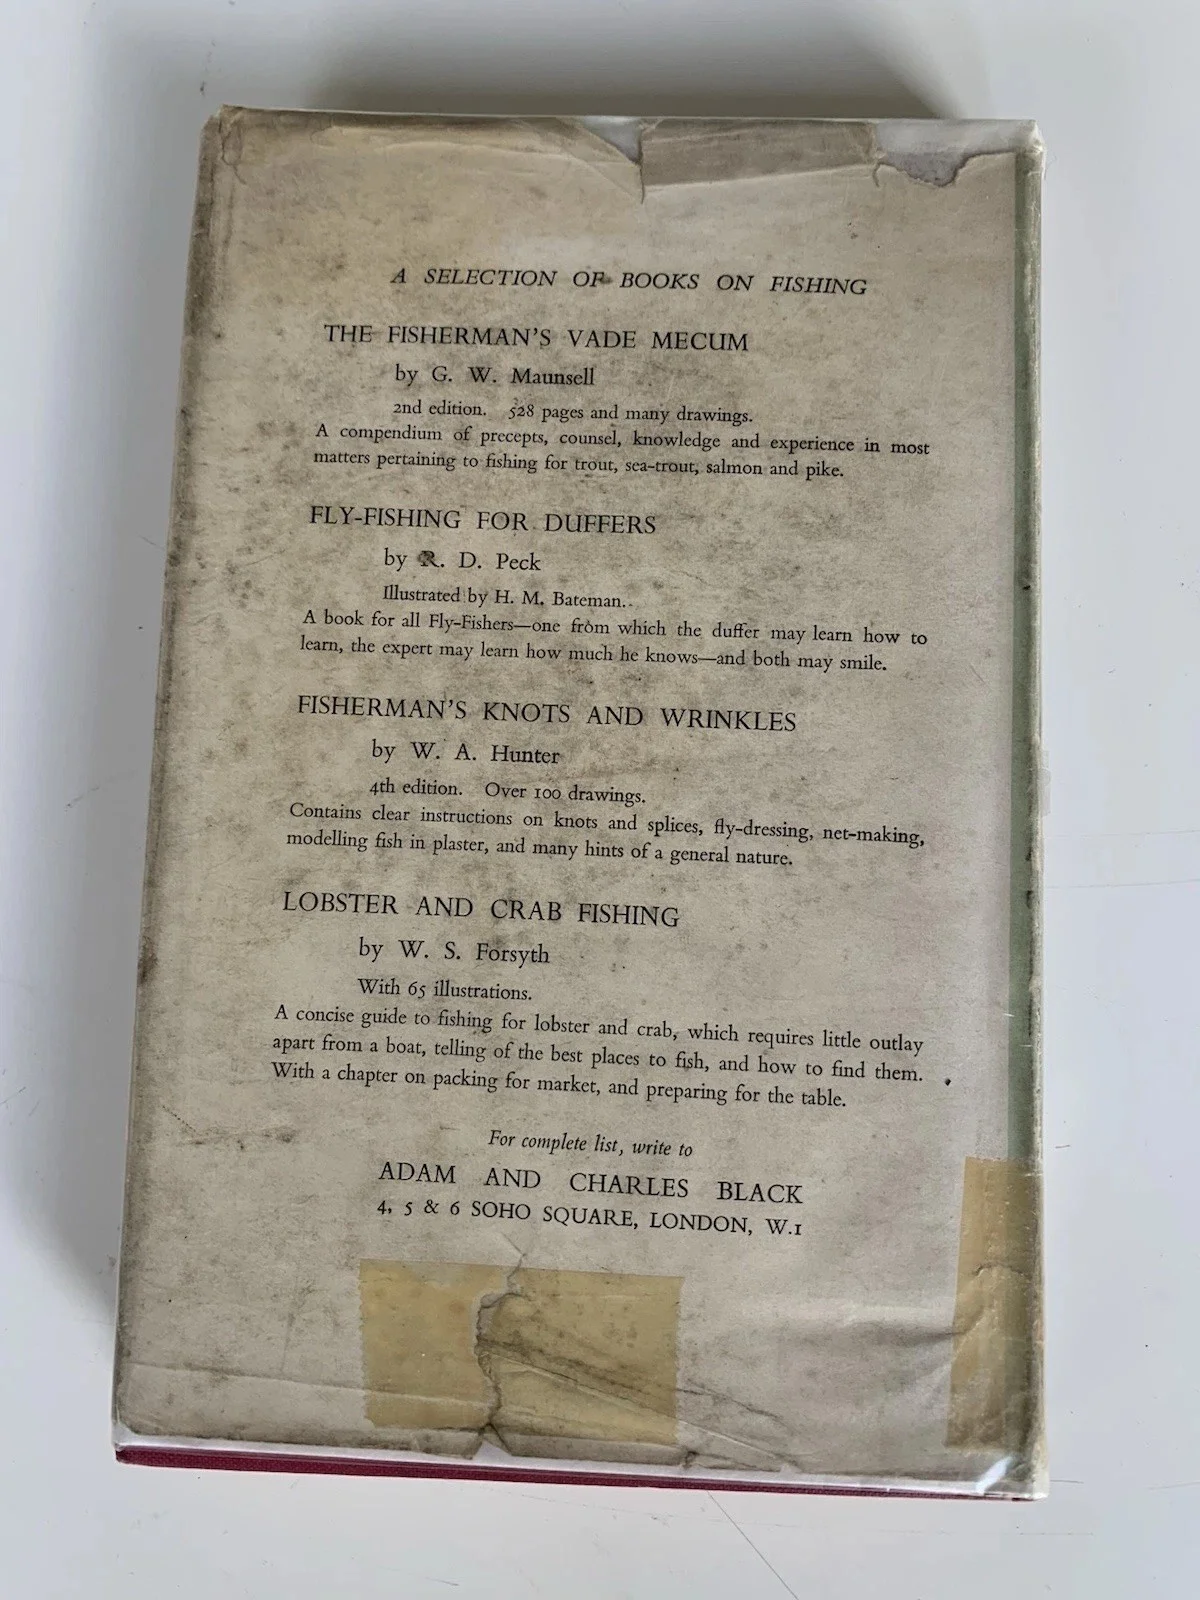 A SELECTION OF BOOKS ON FISHING
THE FISHERMAN'S VADE MECUM
by G. W. Maunsell
2nd edition. 528 pages and many drawings.
A compendium of precepts, counsel, knowledge and experience in most
matters pertaining to fishing for trout, sea-trout, salmon and pike.
FLY-FISHING FOR DUFFERS
by R. D. Peck
Illustrated by H. M. Bateman.
A book for all Fly-Fishers—one from which the duffer may learn how to
learn, the expert may learn how much he knows—and both may smile.
FISHERMAN'S KNOTS AND WRINKLES
by W. A. Hunter
4th edition. Over 100 drawings.
Contains clear instructions on knots and splices, fly-dressing, net-making,
modelling fish in plaster, and many hints of a general nature.
LOBSTER AND CRAB FISHING
by W. S. Forsyth
With 65 illustrations.
A concise guide to fishing for lobster and crab, which requires little outlay
apart from a boat, telling of the best places to fish, and how to find them.
With a chapter on packing for market, and preparing for the table.
For complete list, write to
ADAM AND CHARLES BLACK
4, 5 & 6 SOHO SQUARE, LONDON, W.1